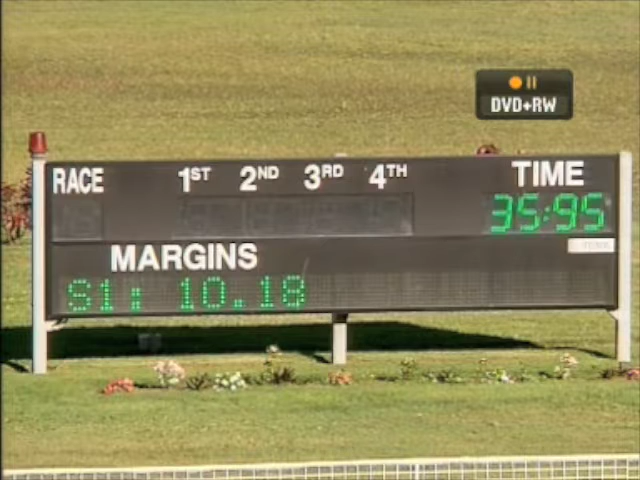 DVD+RW
RACE 1ST 2ND 3RD 4TH TIME
35:95
MARGINS
S1: 10.18